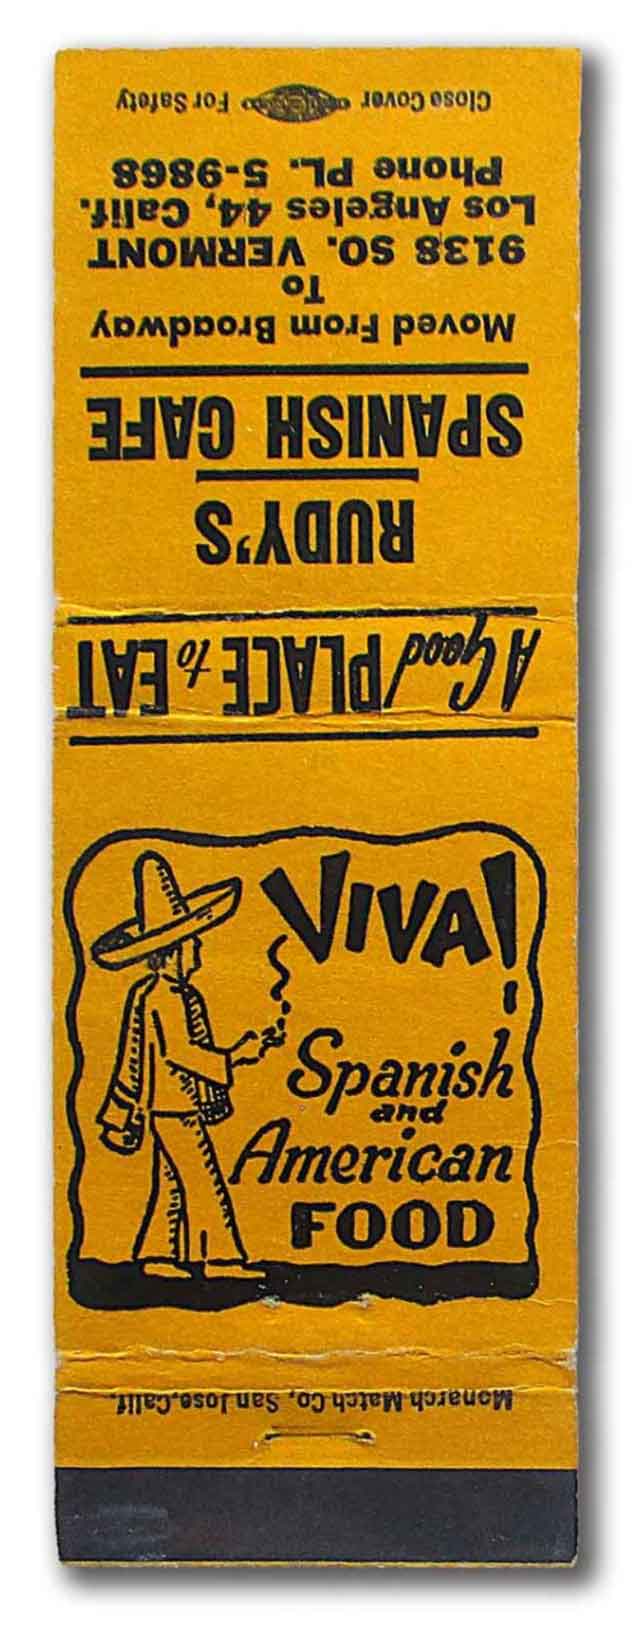 Close Cover For Safety
Phone PL. 5-9868
Los Angeles 44, Calif.
9138 SO. VERMONT
To
Moved From Broadway
SPANISH CAFE
RUDY'S
A Good PLACE to EAT
VIVA!
Spanish
and
American
FOOD
Monarch Match Co, San Jose, Calif.